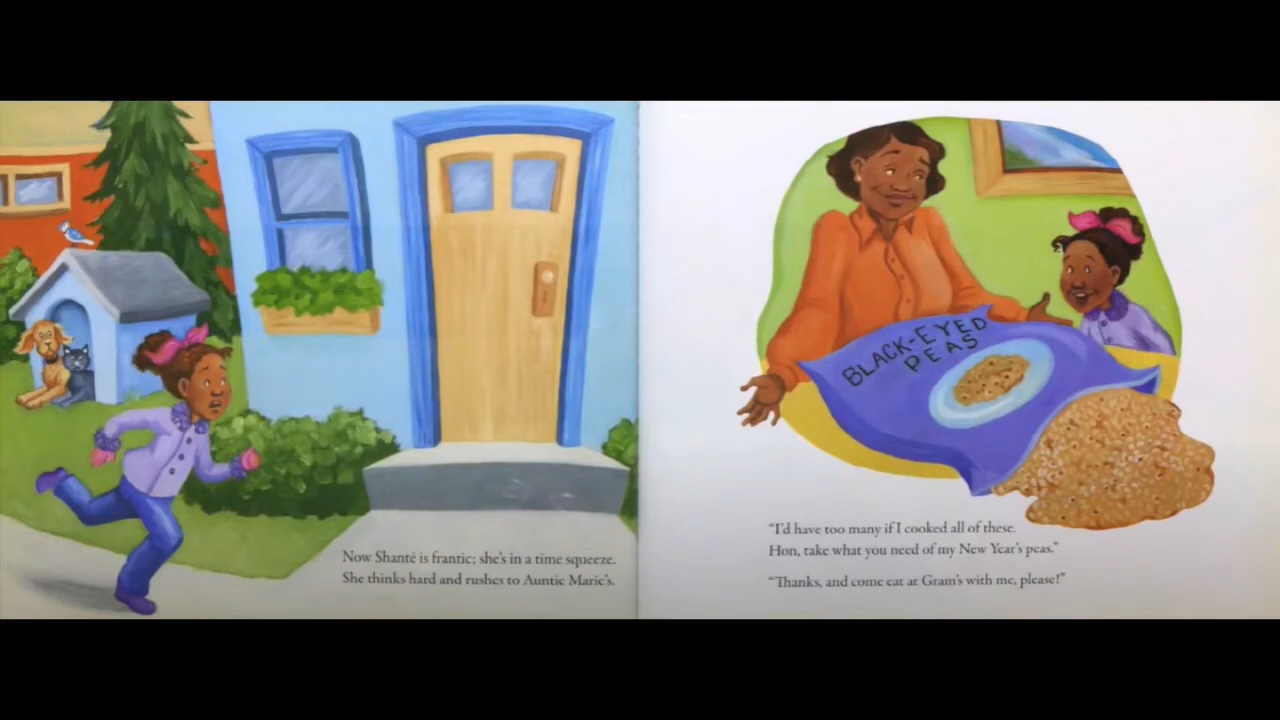 Now Shanté is frantic; she's in a time squeeze.
She thinks hard and rushes to Auntie Marie's.
BLACK-EYED
PEAS
"I'd have too many if I cooked all of these.
Hon, take what you need of my New Year's peas."
"Thanks, and come eat at Gram's with me, please!"